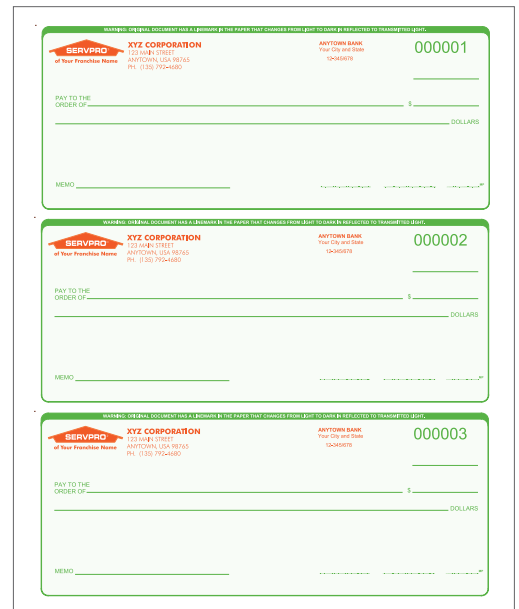 WARNING: ORIGINAL DOCUMENT HAS A LINEMARK IN THE PAPER THAT CHANGES FROM LIGHT TO DARK IN REFLECTED TO TRANSMITTED LIGHT.
SERVPRO
of Your Franchise Name
XYZ CORPORATION
123 MAIN STREET
ANYTOWN, USA 98765
PH. (135) 792-4680
ANYTOWN BANK
Your City and State
12-345/678
000001
PAY TO THE
ORDER OF
$
DOLLARS
MEMO
WARNING: ORIGINAL DOCUMENT HAS A LINEMARK IN THE PAPER THAT CHANGES FROM LIGHT TO DARK IN REFLECTED TO TRANSMITTED LIGHT.
SERVPRO
of Your Franchise Name
XYZ CORPORATION
123 MAIN STREET
ANYTOWN, USA 98765
PH. (135) 792-4680
ANYTOWN BANK
Your City and State
12-345/678
000002
PAY TO THE
ORDER OF
$
DOLLARS
MEMO
WARNING: ORIGINAL DOCUMENT HAS A LINEMARK IN THE PAPER THAT CHANGES FROM LIGHT TO DARK IN REFLECTED TO TRANSMITTED LIGHT.
SERVPRO
of Your Franchise Name
XYZ CORPORATION
123 MAIN STREET
ANYTOWN, USA 98765
PH. (135) 792-4680
ANYTOWN BANK
Your City and State
12-345/678
000003
PAY TO THE
ORDER OF
$
DOLLARS
MEMO